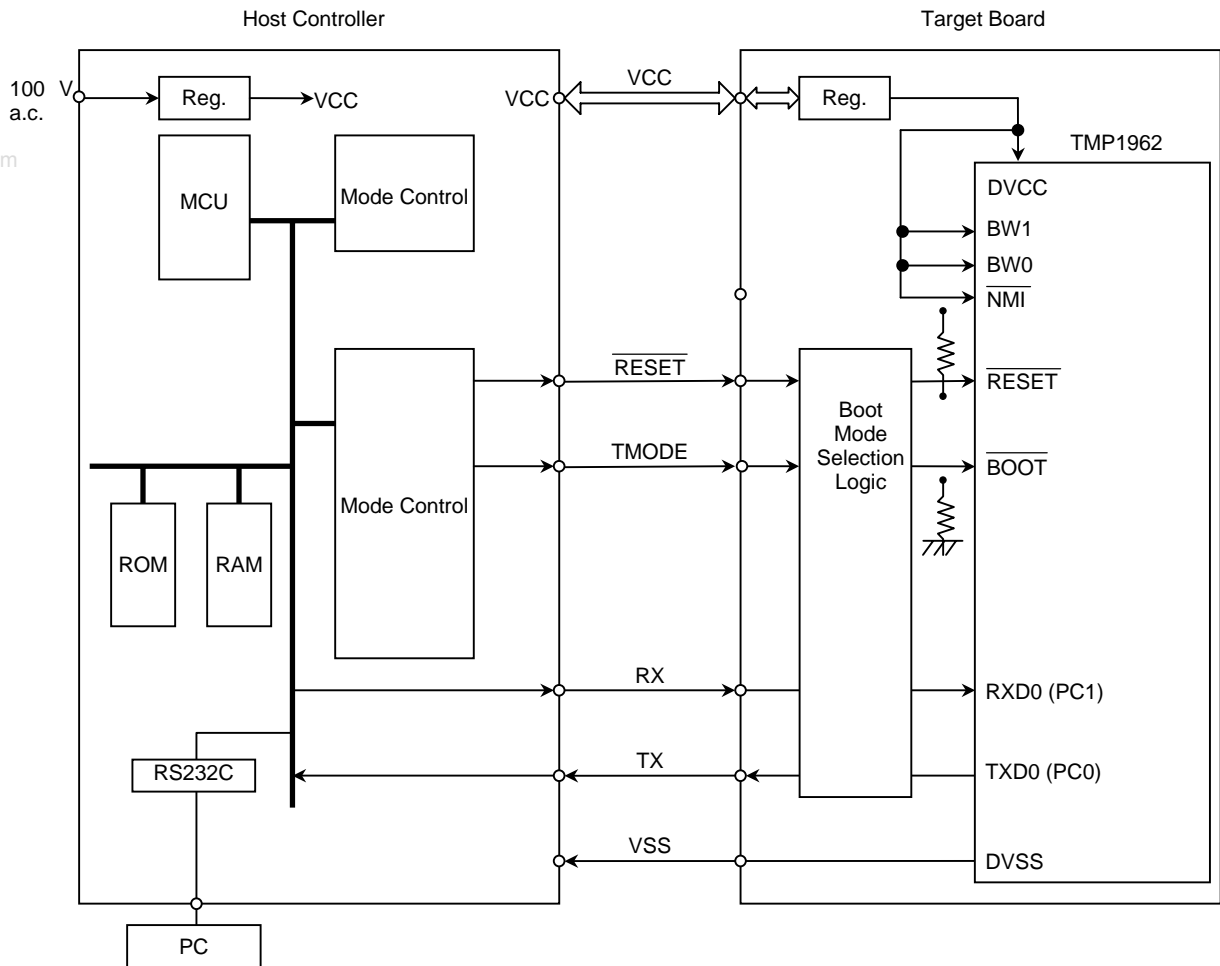 Host Controller
Target Board
100 V
a.c.
Reg.
VCC
VCC
VCC
Reg.
TMP1962
m
MCU
Mode Control
DVCC
BW1
BW0
NMI
RESET
RESET
Boot
Mode
Selection
Logic
TMODE
BOOT
Mode Control
ROM
RAM
RX
RXD0 (PC1)
RS232C
TX
TXD0 (PC0)
VSS
DVSS
PC